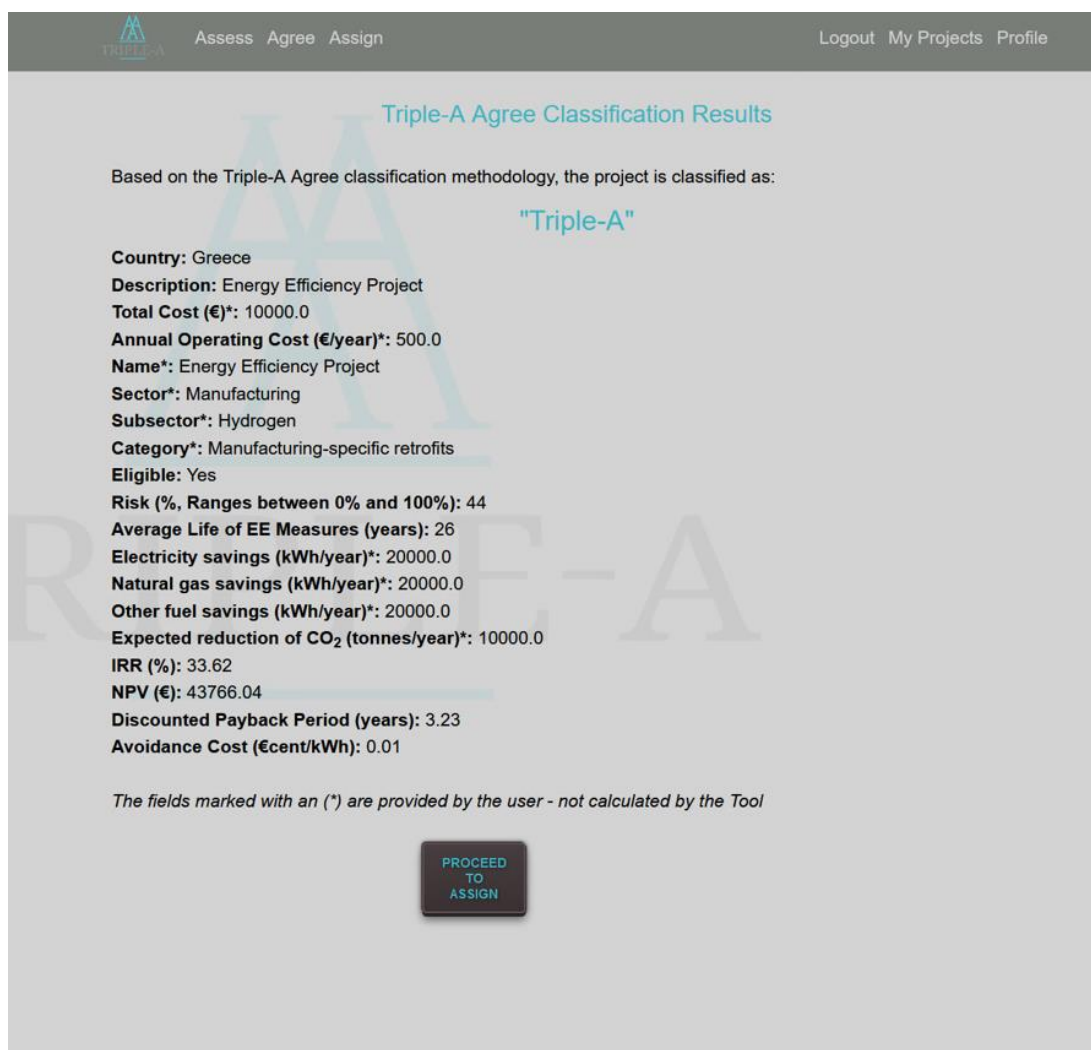 TRIPLE-A
Assess Agree Assign
Logout My Projects Profile
Triple-A Agree Classification Results
Based on the Triple-A Agree classification methodology, the project is classified as:
"Triple-A"
Country: Greece
Description: Energy Efficiency Project
Total Cost (€)*: 10000.0
Annual Operating Cost (€/year)*: 500.0
Name*: Energy Efficiency Project
Sector*: Manufacturing
Subsector*: Hydrogen
Category*: Manufacturing-specific retrofits
Eligible: Yes
Risk (%, Ranges between 0% and 100%): 44
Average Life of EE Measures (years): 26
Electricity savings (kWh/year)*: 20000.0
Natural gas savings (kWh/year)*: 20000.0
Other fuel savings (kWh/year)*: 20000.0
Expected reduction of CO₂ (tonnes/year)*: 10000.0
IRR (%): 33.62
NPV (€): 43766.04
Discounted Payback Period (years): 3.23
Avoidance Cost (€cent/kWh): 0.01
The fields marked with an (*) are provided by the user - not calculated by the Tool
PROCEED
TO
ASSIGN
TRIPLE-A